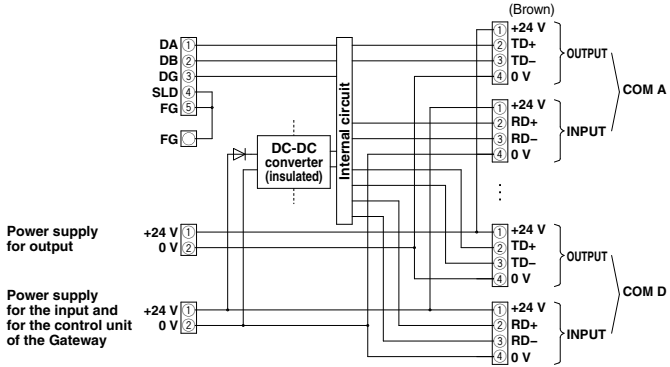 (Brown)
DA ①
DB ②
DG ③
SLD ④
FG ⑤
FG
DC-DC
converter
(insulated)
Internal circuit
① +24 V
② TD+
③ TD–
④ 0 V
OUTPUT
① +24 V
② RD+
③ RD–
④ 0 V
INPUT
COM A
Power supply
for output
+24 V ①
0 V ②
Power supply
for the input and
for the control unit
of the Gateway
+24 V ①
0 V ②
① +24 V
② TD+
③ TD–
④ 0 V
OUTPUT
① +24 V
② RD+
③ RD–
④ 0 V
INPUT
COM D